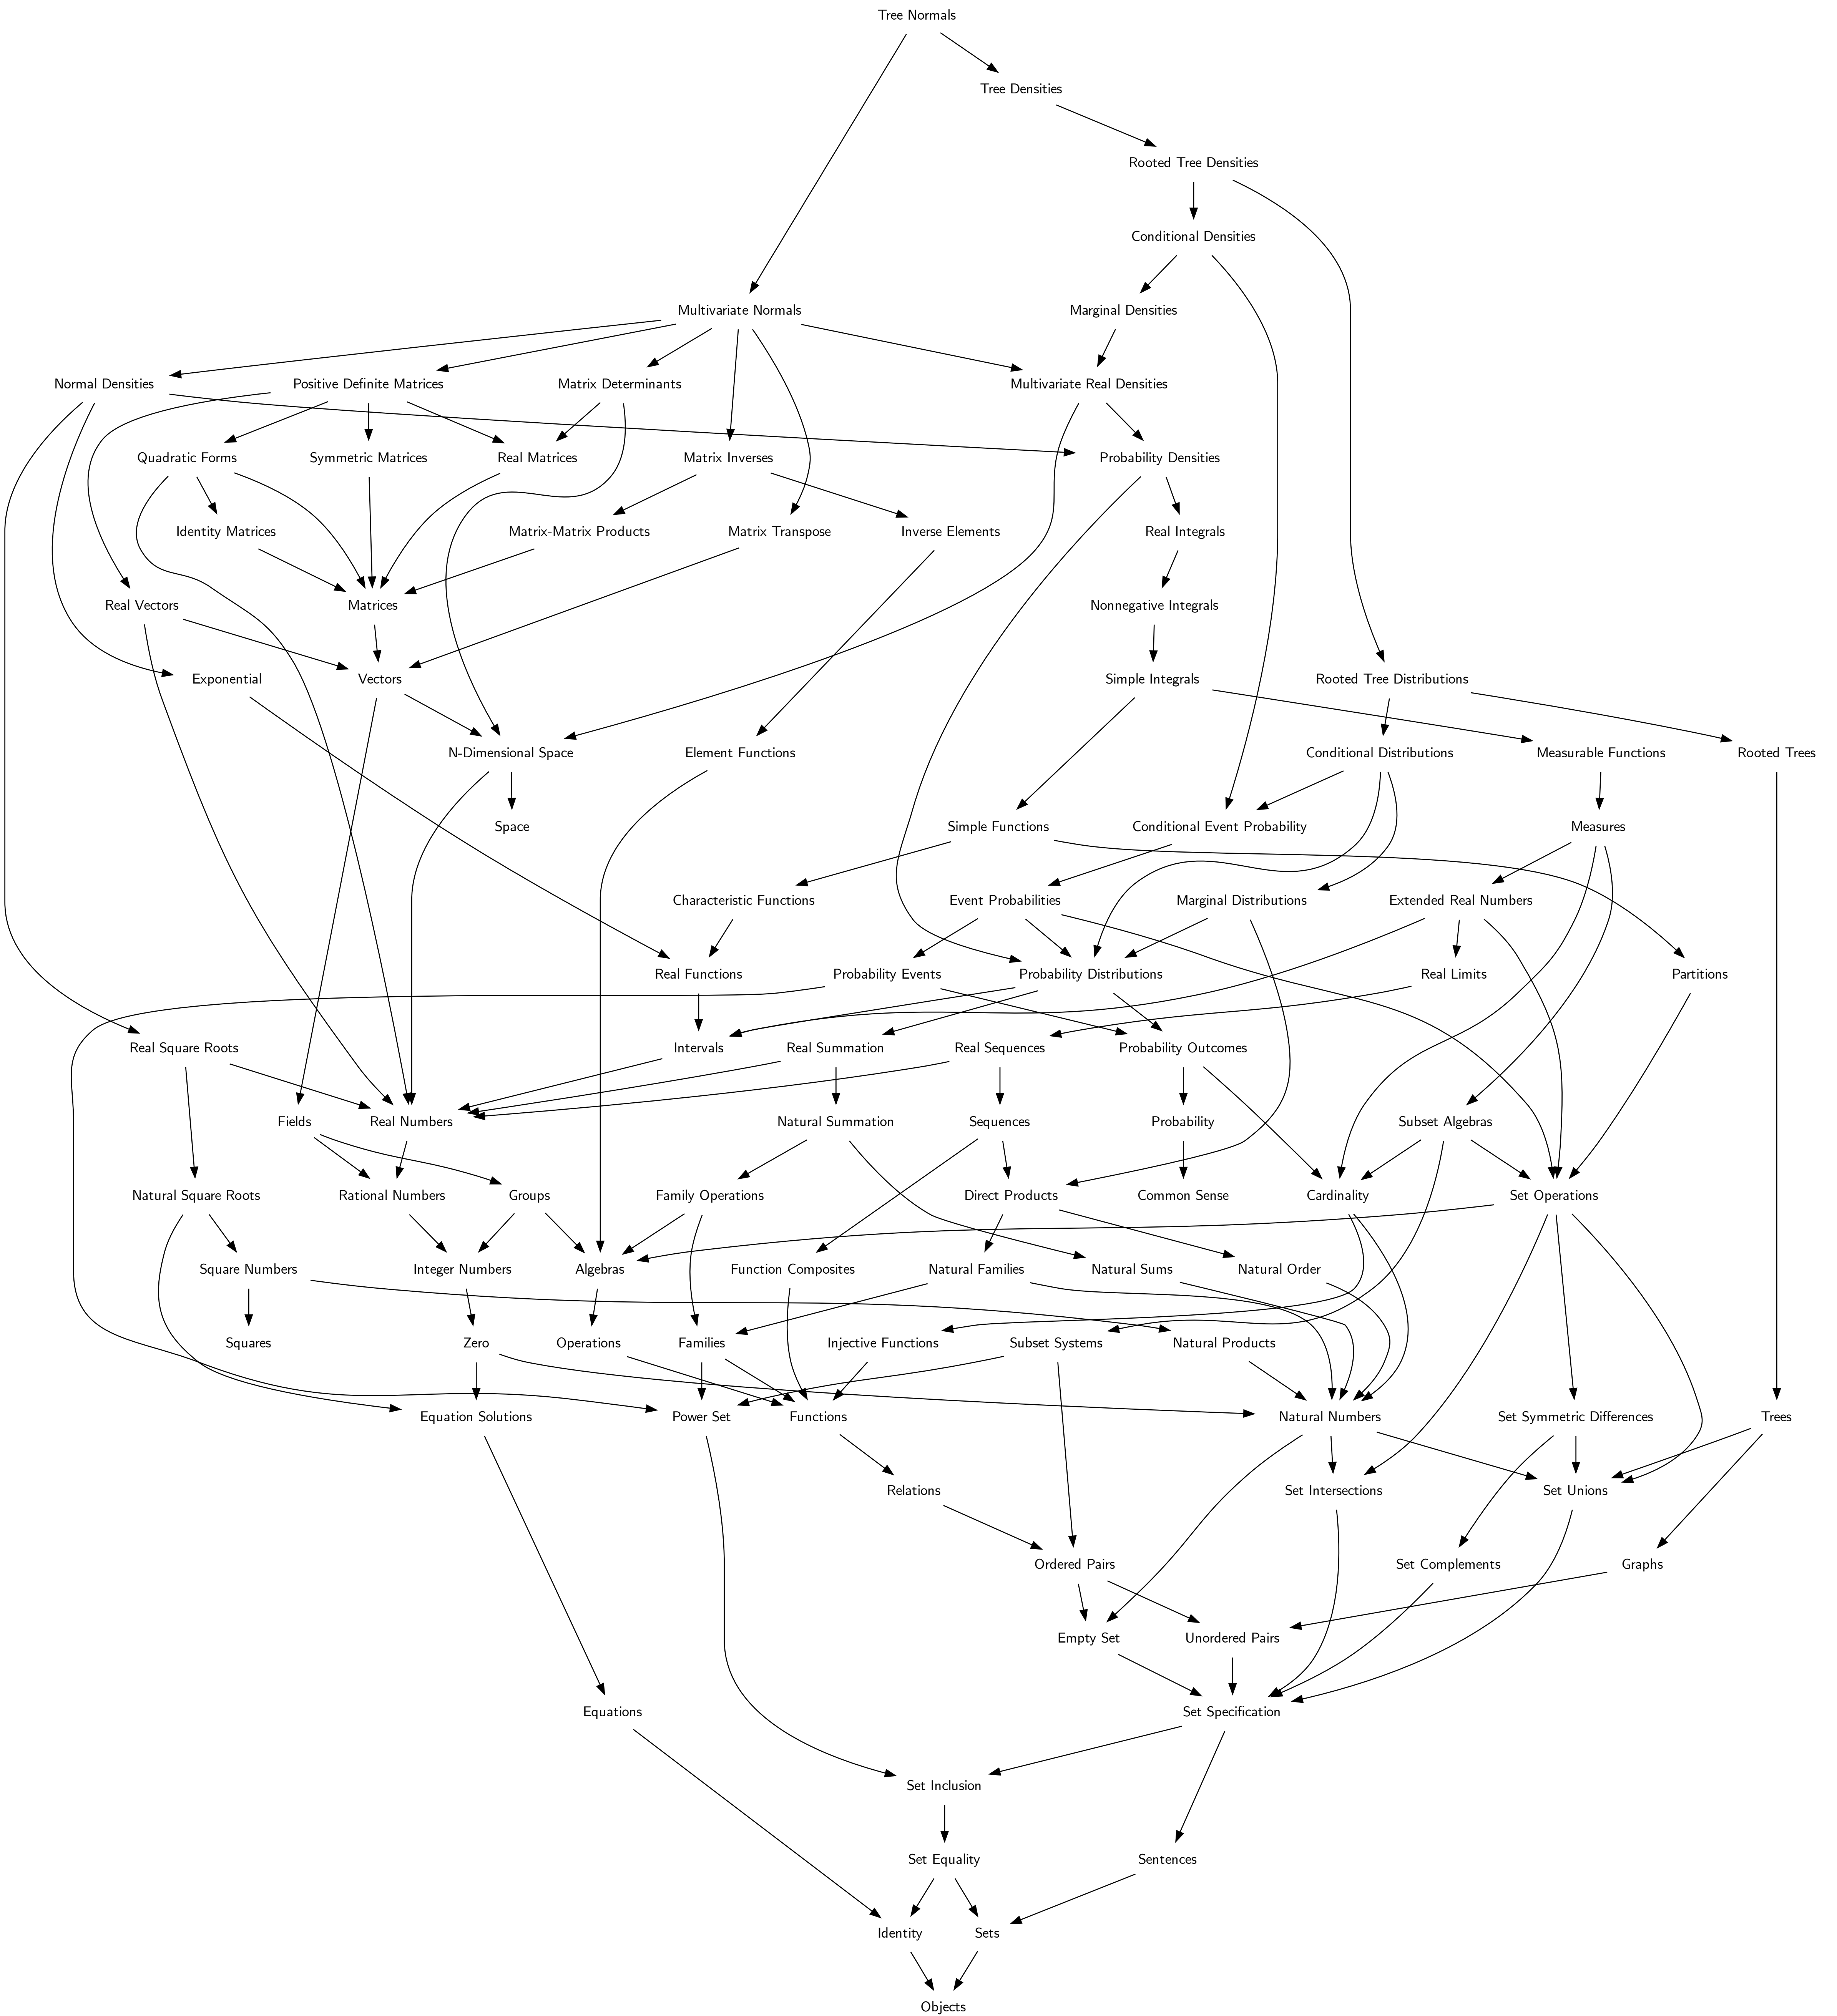 Tree Normals
Tree Densities
Rooted Tree Densities
Conditional Densities
Multivariate Normals
Marginal Densities
Normal Densities
Positive Definite Matrices
Matrix Determinants
Multivariate Real Densities
Quadratic Forms
Symmetric Matrices
Real Matrices
Matrix Inverses
Probability Densities
Identity Matrices
Matrix-Matrix Products
Matrix Transpose
Inverse Elements
Real Integrals
Real Vectors
Matrices
Nonnegative Integrals
Exponential
Vectors
Simple Integrals
Rooted Tree Distributions
N-Dimensional Space
Element Functions
Conditional Distributions
Measurable Functions
Rooted Trees
Space
Simple Functions
Conditional Event Probability
Measures
Characteristic Functions
Event Probabilities
Marginal Distributions
Extended Real Numbers
Real Functions
Probability Events
Probability Distributions
Real Limits
Partitions
Real Square Roots
Intervals
Real Summation
Real Sequences
Probability Outcomes
Fields
Real Numbers
Natural Summation
Sequences
Probability
Subset Algebras
Natural Square Roots
Rational Numbers
Groups
Family Operations
Direct Products
Common Sense
Cardinality
Set Operations
Square Numbers
Integer Numbers
Algebras
Function Composites
Natural Families
Natural Sums
Natural Order
Squares
Zero
Operations
Families
Injective Functions
Subset Systems
Natural Products
Equation Solutions
Power Set
Functions
Natural Numbers
Set Symmetric Differences
Trees
Relations
Set Intersections
Set Unions
Ordered Pairs
Set Complements
Graphs
Empty Set
Unordered Pairs
Equations
Set Specification
Set Inclusion
Set Equality
Sentences
Identity
Sets
Objects